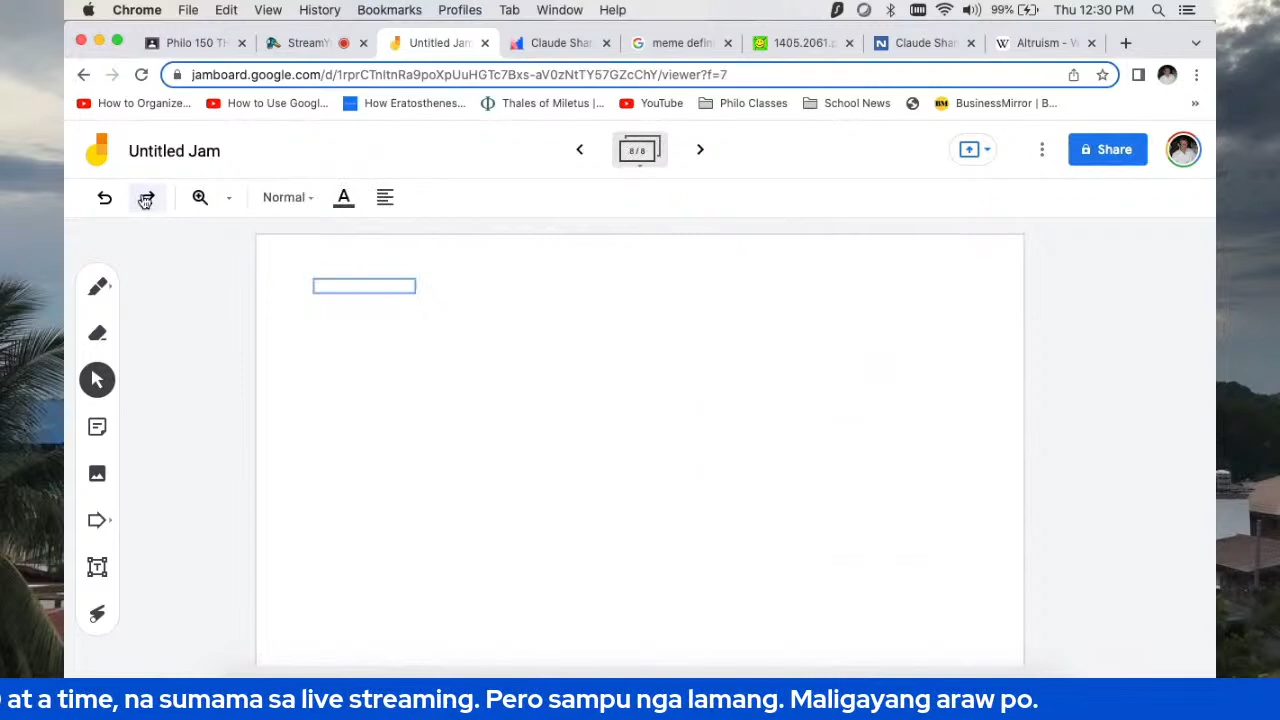 Chrome File Edit View History Bookmarks Profiles Tab Window Help 99% Thu 12:30 PM
Philo 150 StreamY Untitled Jam Claude Shar meme defin 1405.2061.p Claude Shan Altruism - W
jamboard.google.com/d/1rprCTnItnRa9poXpUuHGTc7Bxs-aV0zNtTY57GZcChY/viewer?f=7
How to Organize... How to Use Googl... How Eratosthenes... Thales of Miletus |... YouTube Philo Classes School News BM BusinessMirror | B... »
Untitled Jam 8/8 Share
Normal
at a time, na sumama sa live streaming. Pero sampu nga lamang. Maligayang araw po.